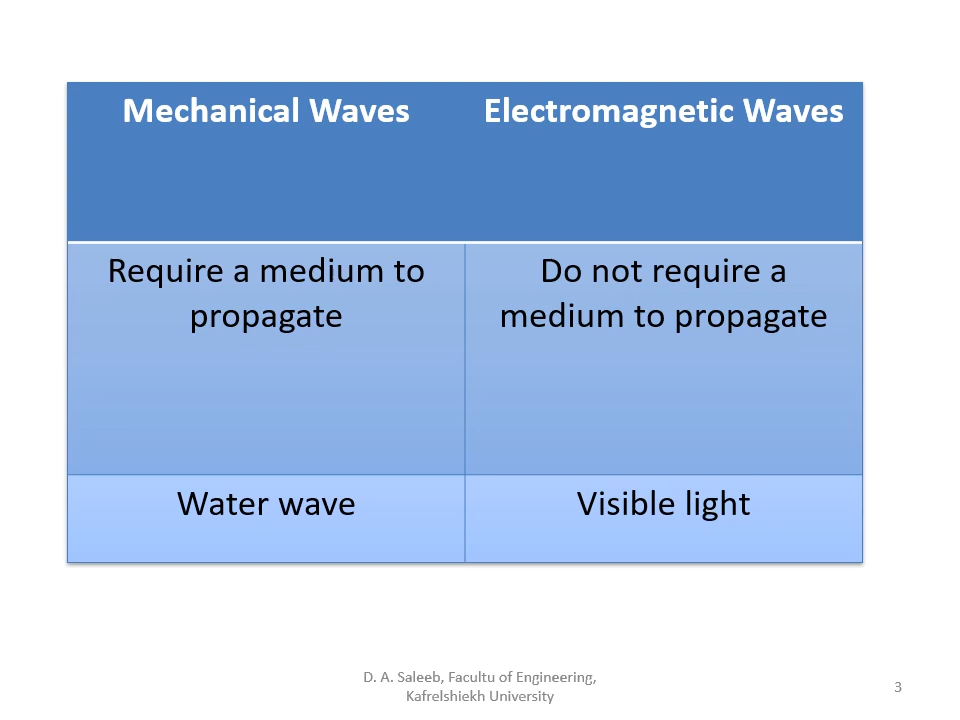 Mechanical Waves
Electromagnetic Waves
Require a medium to
propagate
Do not require a
medium to propagate
Water wave
Visible light
D. A. Saleeb, Facultu of Engineering,
Kafrelshiekh University
3